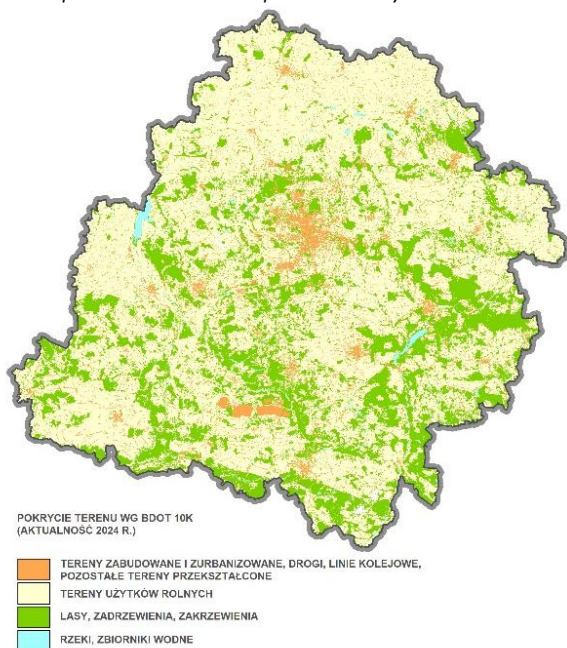 POKRYCIE TERENU WG BDOT 10K
(AKTUALNOŚĆ 2024 R.)
TERENY ZABUDOWANE I ZURBANIZOWANE, DROGI, LINIE KOLEJOWE,
POZOSTAŁE TERENY PRZEKSZTAŁCONE
TERENY UŻYTKÓW ROLNYCH
LASY, ZADRZEWIENIA, ZAKRZEWIENIA
RZEKI, ZBIORNIKI WODNE